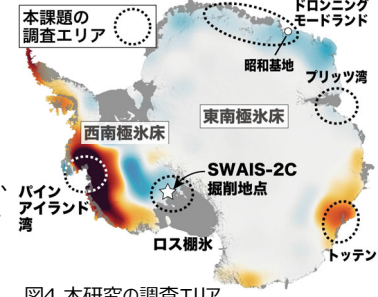 ドロンニング
モードランド
本課題の
調査エリア
昭和基地
プリッツ湾
東南極氷床
西南極氷床
SWAIS-2C
掘削地点
、
パイン
アイランド
湾
ロス棚氷
トッテン
図4 本研究の調査エリア